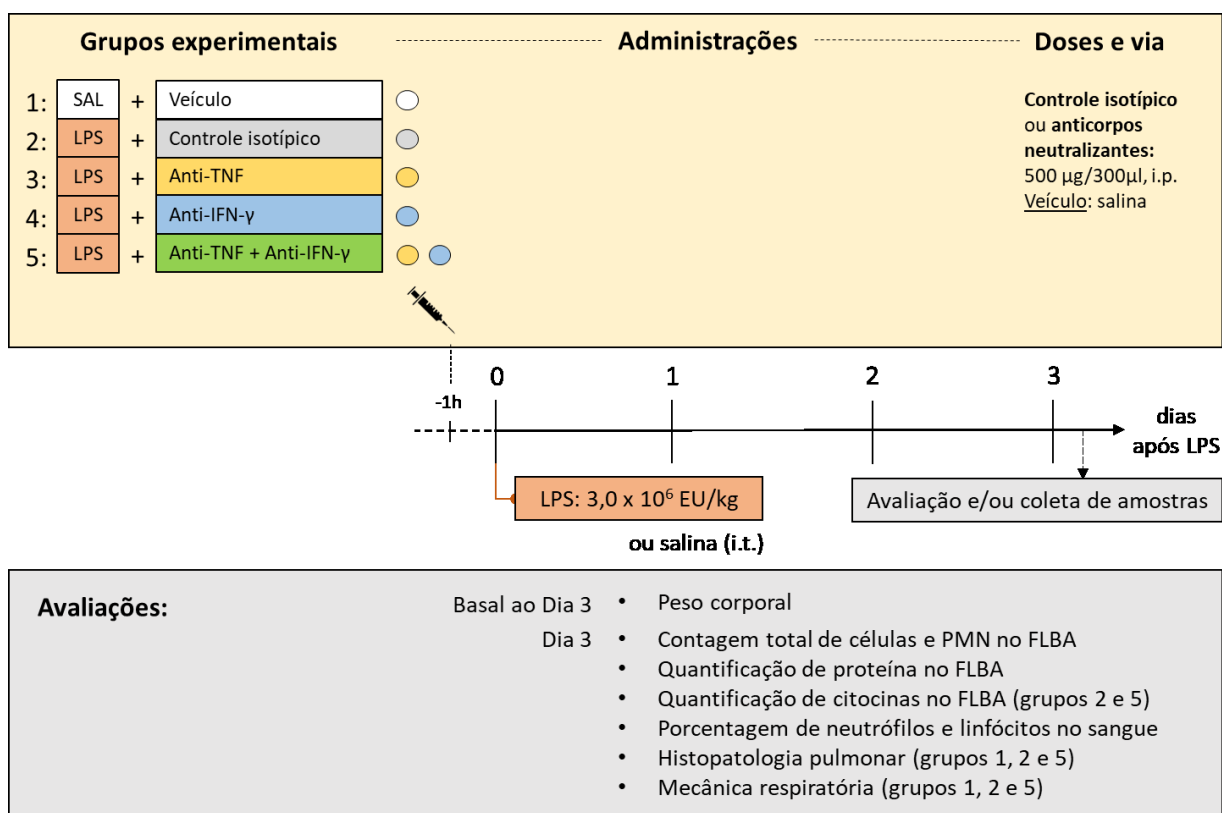 Grupos experimentais
Administrações
Doses e via
1: SAL + Veículo
2: LPS + Controle isotípico
3: LPS + Anti-TNF
4: LPS + Anti-IFN-γ
5: LPS + Anti-TNF + Anti-IFN-γ
Controle isotípico
ou anticorpos
neutralizantes:
500 µg/300µl, i.p.
Veículo: salina
-1h
0 1 2 3
dias
após LPS
LPS: 3,0 x 10⁶ EU/kg
ou salina (i.t.)
Avaliação e/ou coleta de amostras
Avaliações:
Basal ao Dia 3 • Peso corporal
Dia 3 • Contagem total de células e PMN no FLBA
• Quantificação de proteína no FLBA
• Quantificação de citocinas no FLBA (grupos 2 e 5)
• Porcentagem de neutrófilos e linfócitos no sangue
• Histopatologia pulmonar (grupos 1, 2 e 5)
• Mecânica respiratória (grupos 1, 2 e 5)